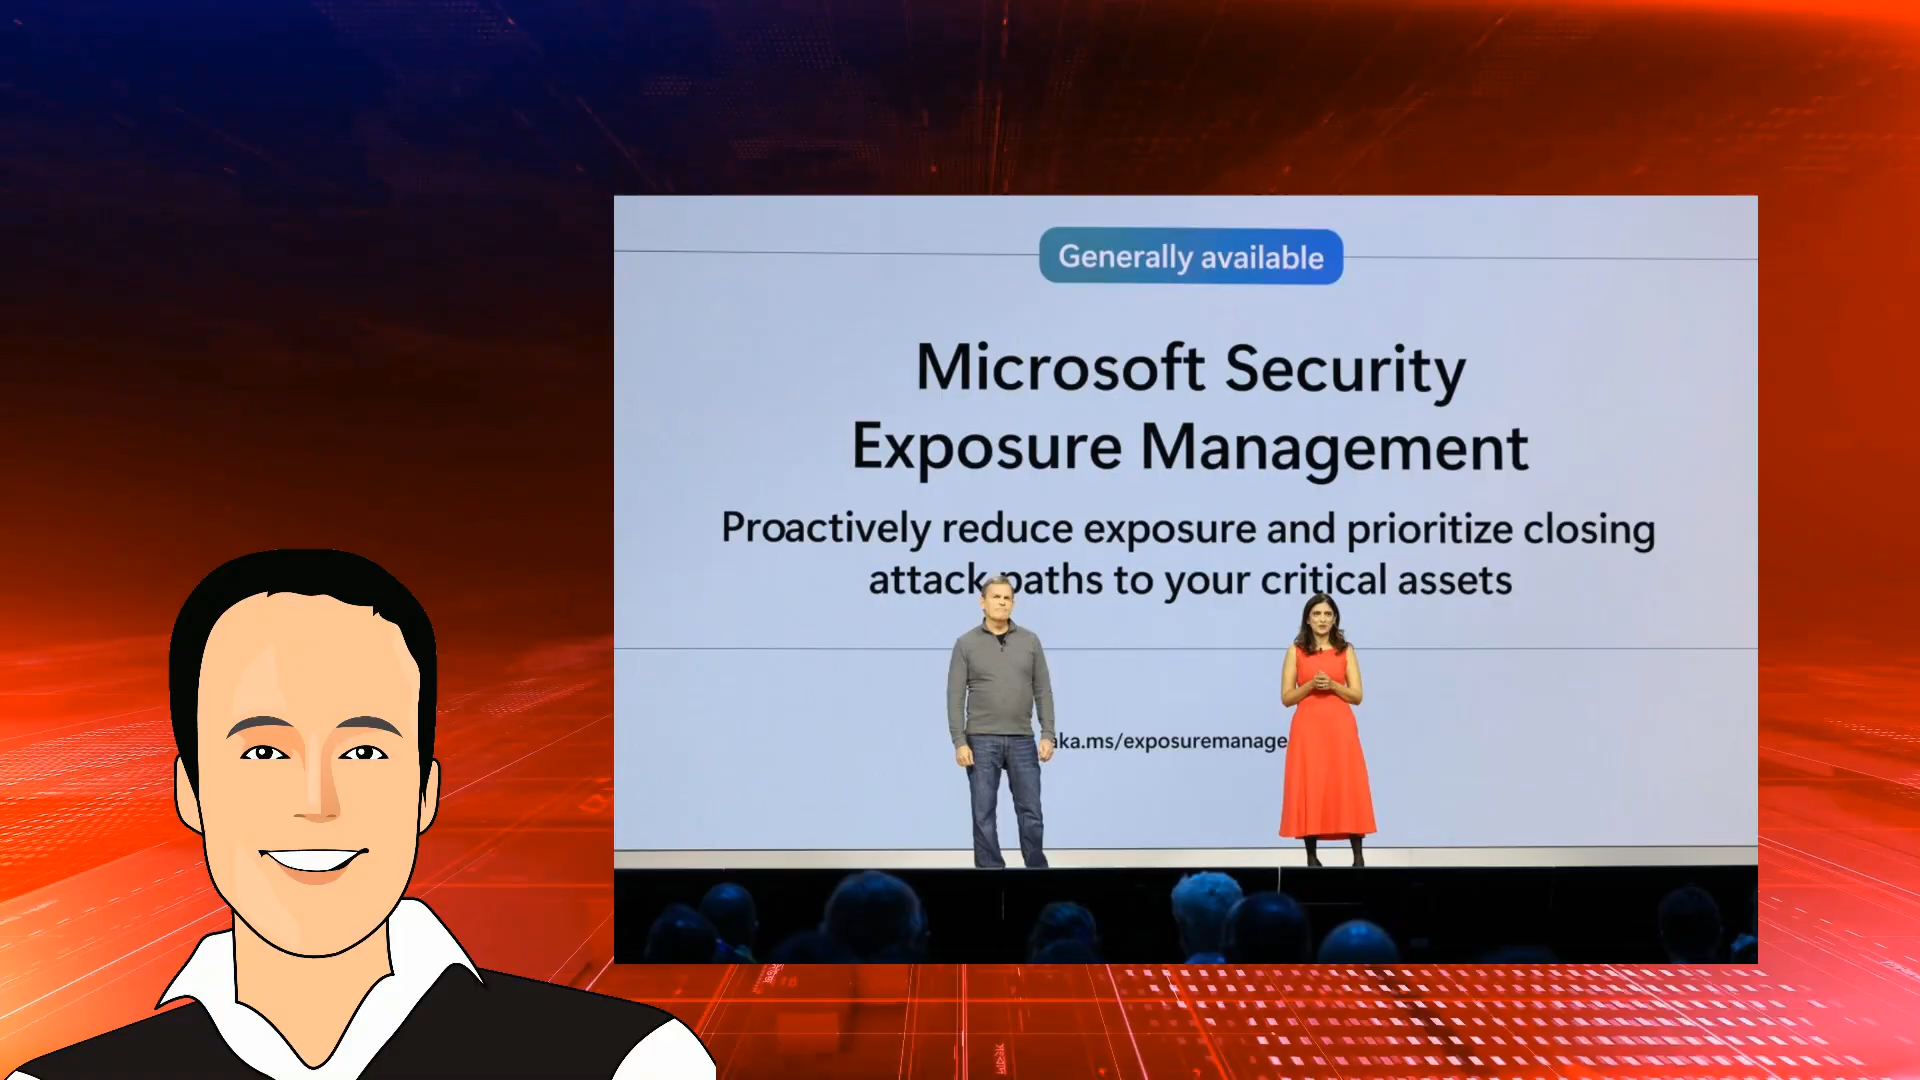 Generally available
Microsoft Security
Exposure Management
Proactively reduce exposure and prioritize closing
attack paths to your critical assets
aka.ms/exposuremanage